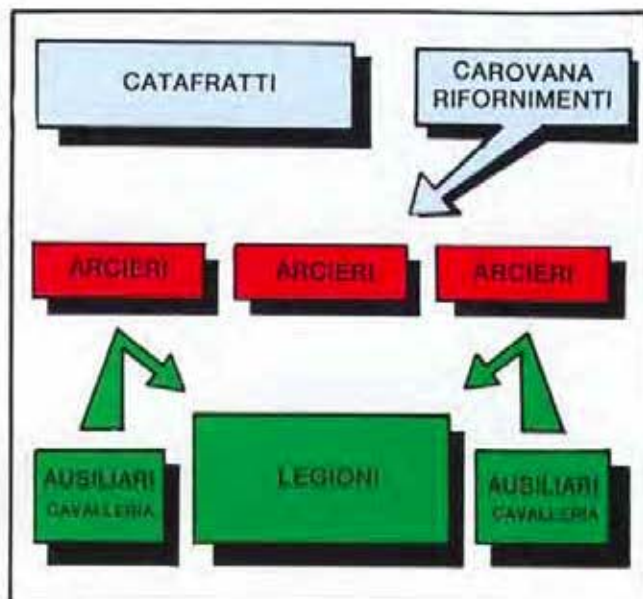 CATAFRATTI
CAROVANA
RIFORNIMENTI
ARCIERI
ARCIERI
ARCIERI
AUSILIARI
CAVALLERIA
LEGIONI
AUSILIARI
CAVALLERIA